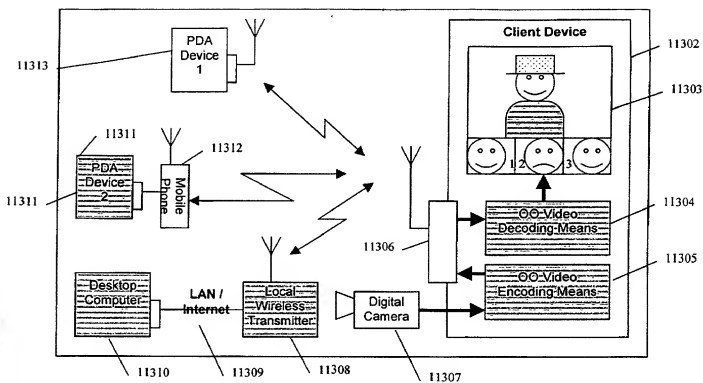 Client Device
PDA
Device
1
11313
11302
11303
11311
11312
1 2 3
PDA
Device
2
11311
Mobile
Phone
OO Video
Decoding Means
11304
11306
OO Video
Encoding Means
11305
Desktop
Computer
LAN /
Internet
Local
Wireless
Transmitter
Digital
Camera
11310
11309
11308
11307